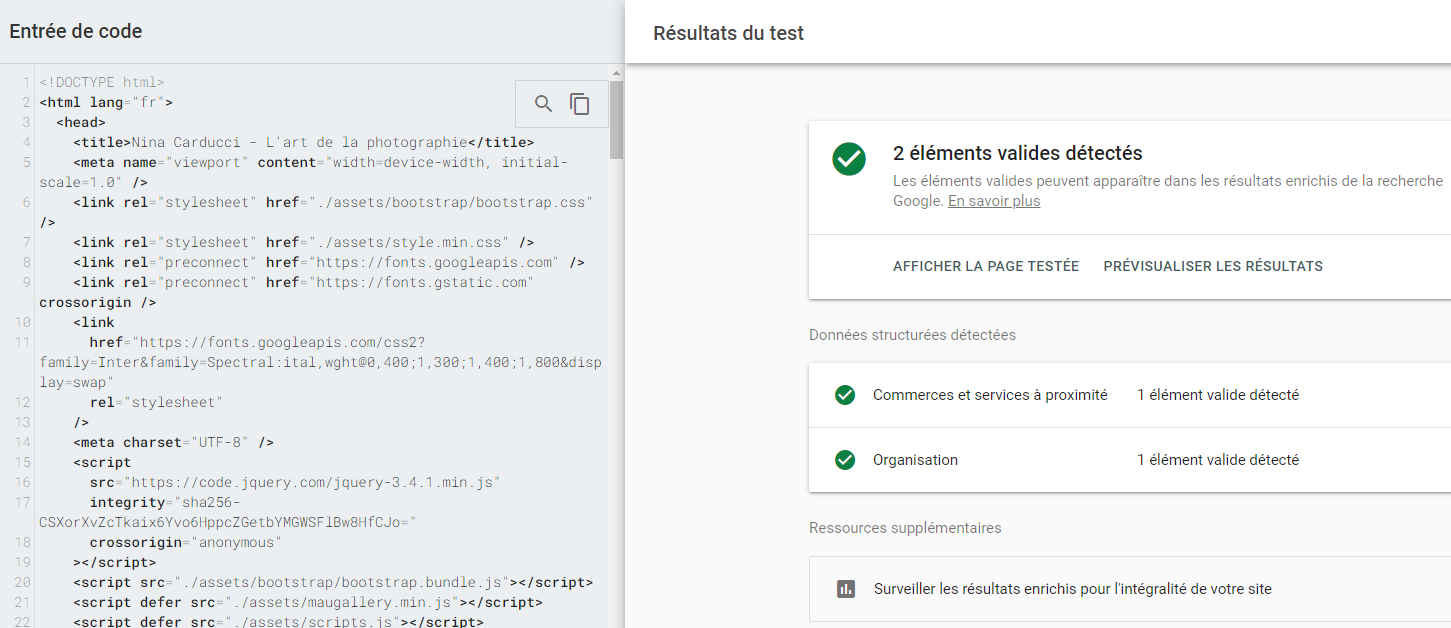 Entrée de code
1 <!DOCTYPE html>
2 <html lang="fr">
3 <head>
4 <title>Nina Carducci - L'art de la photographie</title>
5 <meta name="viewport" content="width=device-width, initial-
scale=1.0" />
6 <link rel="stylesheet" href="./assets/bootstrap/bootstrap.css"
/>
7 <link rel="stylesheet" href="./assets/style.min.css" />
8 <link rel="preconnect" href="https://fonts.googleapis.com" />
9 <link rel="preconnect" href="https://fonts.gstatic.com"
crossorigin />
10 <link
11 href="https://fonts.googleapis.com/css2?
family=Inter&family=Spectral:ital,wght@0,400;1,300;1,400;1,800&disp
lay=swap"
12 rel="stylesheet"
13 />
14 <meta charset="UTF-8" />
15 <script
16 src="https://code.jquery.com/jquery-3.4.1.min.js"
17 integrity="sha256-
CSXorXvZcTkaix6Yvo6HppcZGetbYMGWSFlBw8HfCJo="
18 crossorigin="anonymous"
19 ></script>
20 <script src="./assets/bootstrap/bootstrap.bundle.js"></script>
21 <script defer src="./assets/maugallery.min.js"></script>
22 <script defer src="./assets/scripts.js"></script>
Résultats du test
2 éléments valides détectés
Les éléments valides peuvent apparaître dans les résultats enrichis de la recherche
Google. En savoir plus
AFFICHER LA PAGE TESTÉE PRÉVISUALISER LES RÉSULTATS
Données structurées détectées
Commerces et services à proximité 1 élément valide détecté
Organisation 1 élément valide détecté
Ressources supplémentaires
Surveiller les résultats enrichis pour l'intégralité de votre site